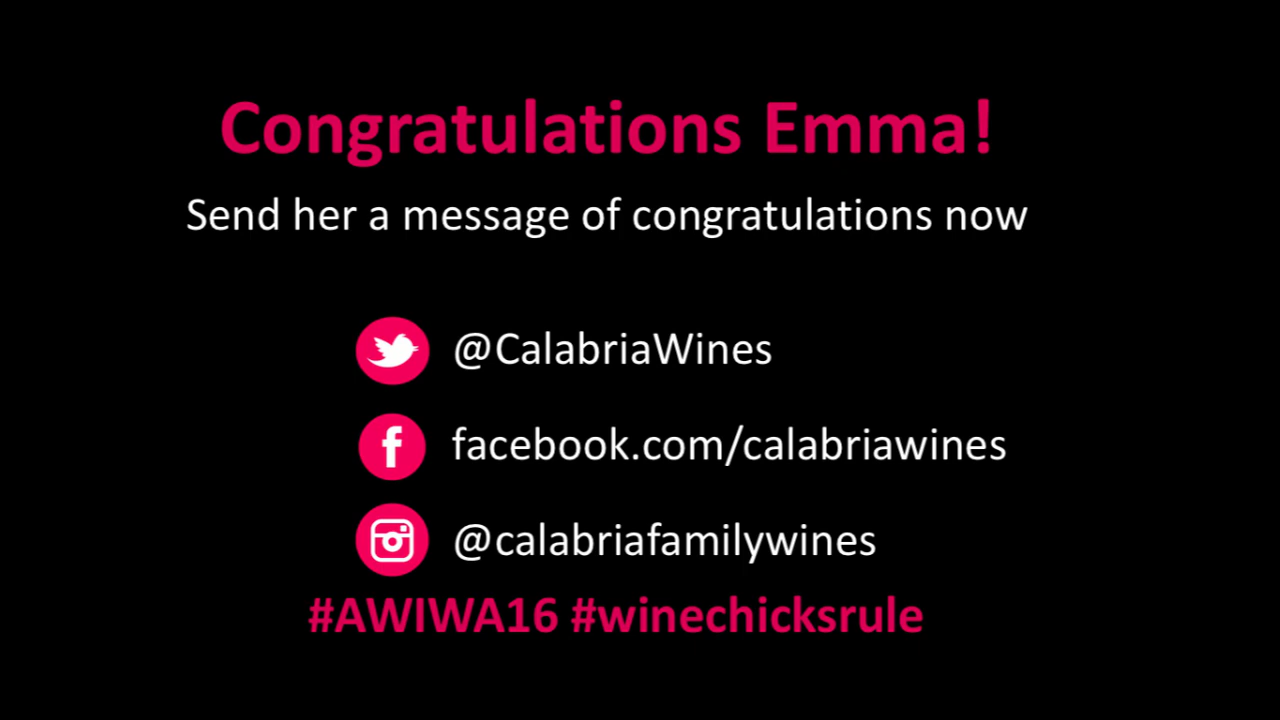 Congratulations Emma!
Send her a message of congratulations now
@CalabriaWines
facebook.com/calabriawines
@calabriafamilywines
#AWIWA16 #winechicksrule